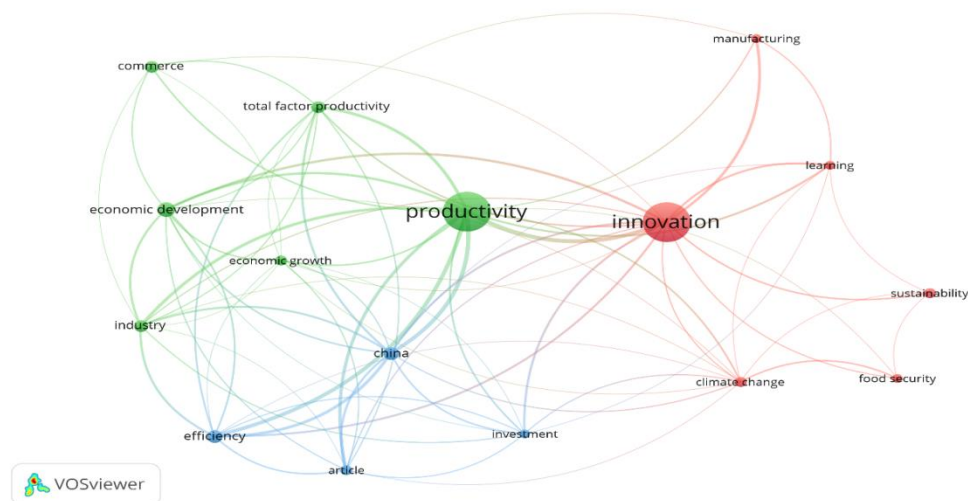 manufacturing
commerce
total factor productivity
learning
economic development
productivity
innovation
economic growth
sustainability
industry
china
climate change
food security
efficiency
investment
article
VOSviewer